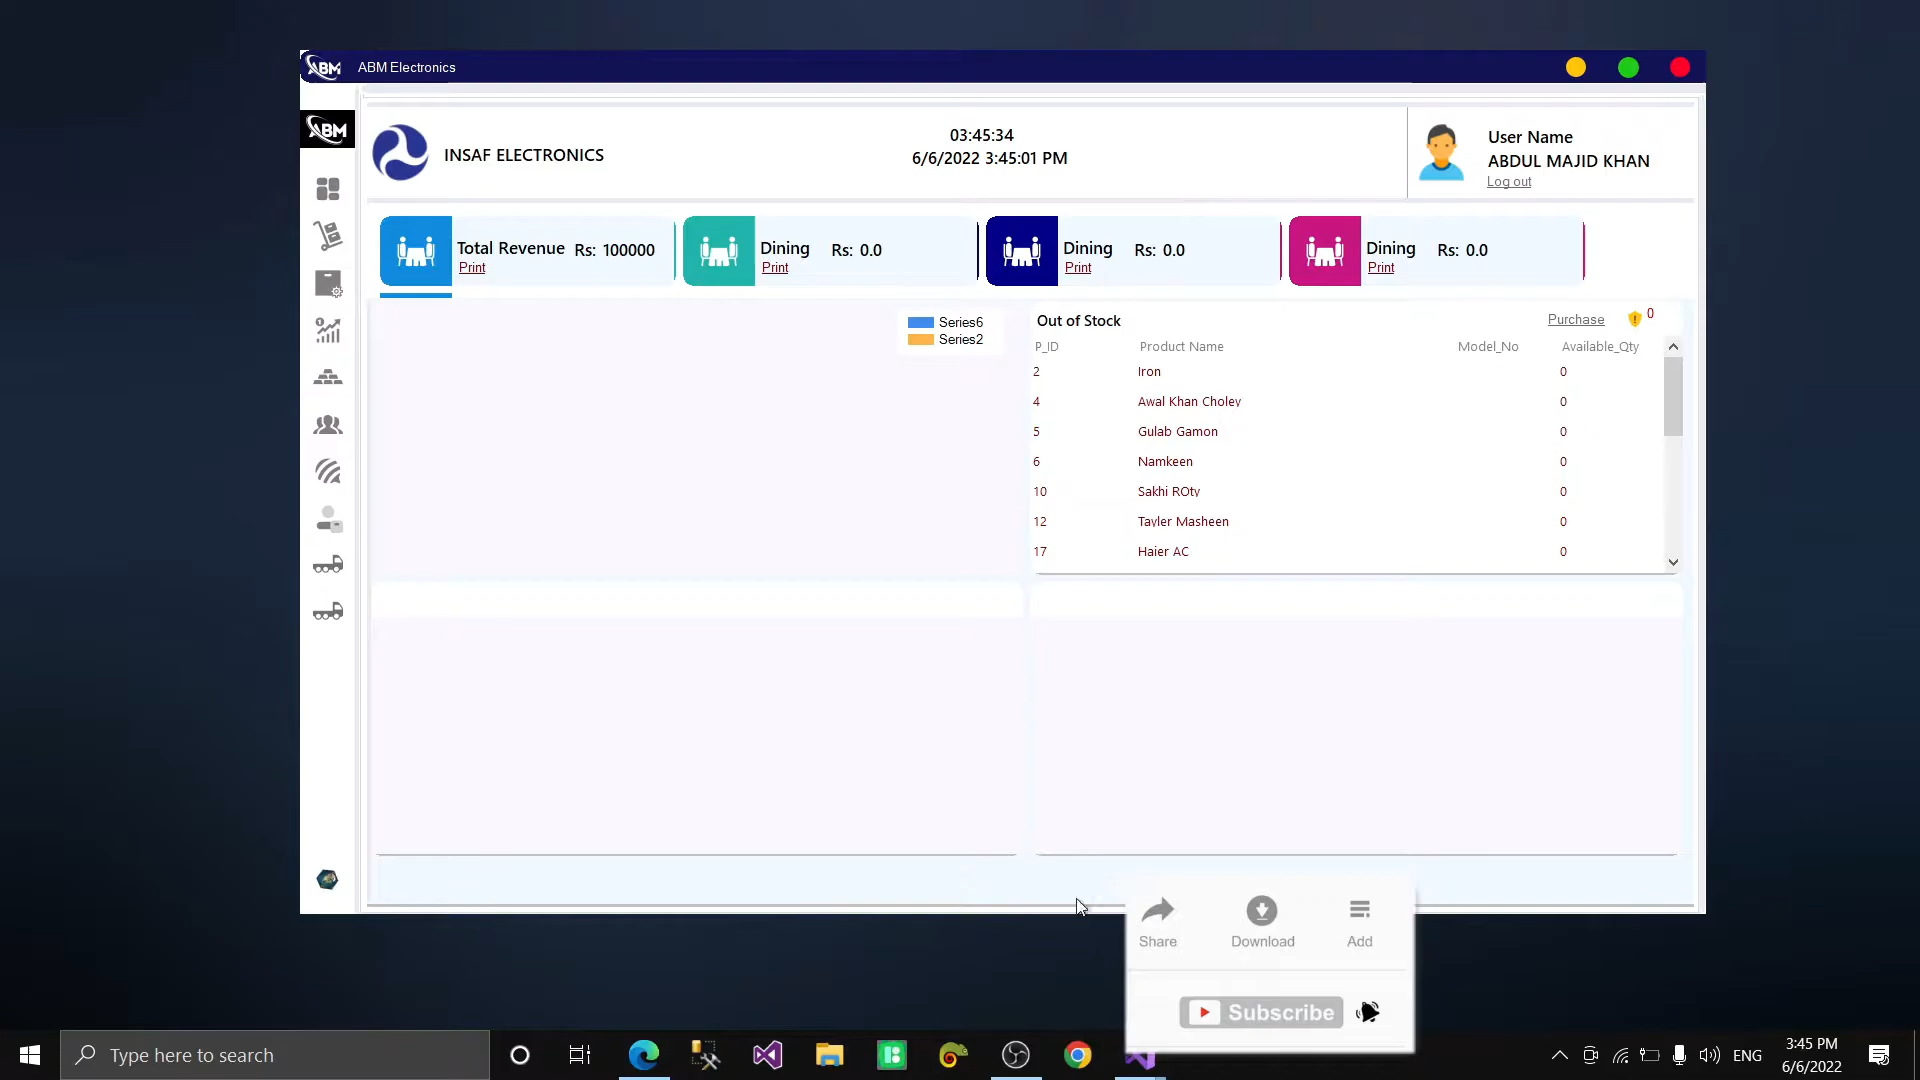 ABM ABM Electronics
ABM
INSAF ELECTRONICS
03:45:34
6/6/2022 3:45:01 PM
User Name
ABDUL MAJID KHAN
Log out
Total Revenue Rs: 100000
Print
Dining Rs: 0.0
Print
Dining Rs: 0.0
Print
Dining Rs: 0.0
Print
Series6
Series2
Out of Stock Purchase 0
P_ID Product Name Model_No Available_Qty
2 Iron 0
4 Awal Khan Choley 0
5 Gulab Gamon 0
6 Namkeen 0
10 Sakhi ROty 0
12 Tayler Masheen 0
17 Haier AC 0
Share Download Add
Subscribe
Type here to search
ENG
3:45 PM
6/6/2022